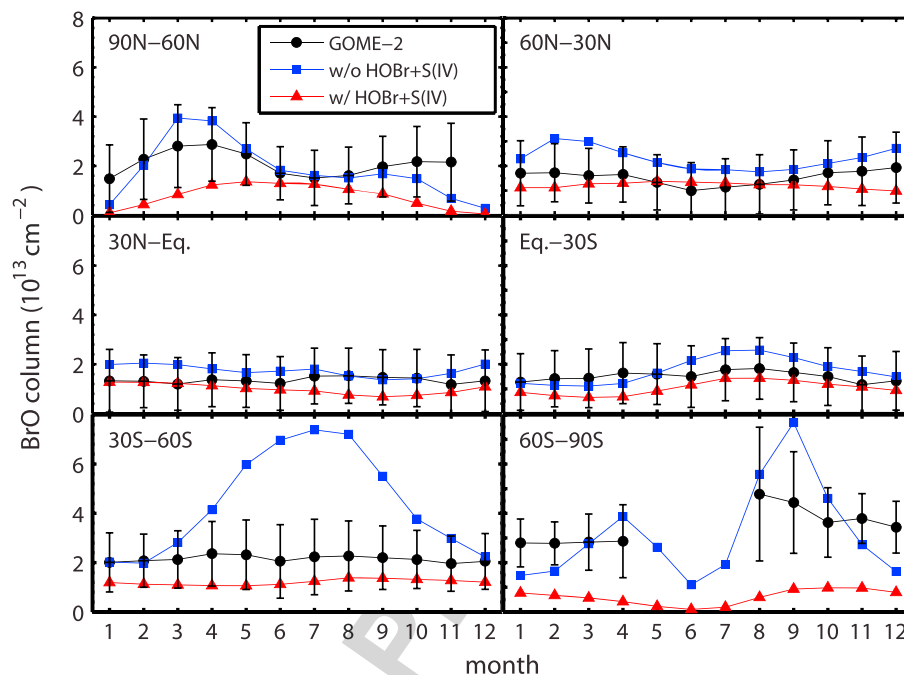 8
6
4
2
0
90N−60N
GOME−2
w/o HOBr+S(IV)
w/ HOBr+S(IV)
60N−30N
6
4
2
0
30N−Eq.
Eq.−30S
6
4
2
0
30S−60S
60S−90S
1 2 3 4 5 6 7 8 9 10 11 12
1 2 3 4 5 6 7 8 9 10 11 12
month
BrO column (10¹³ cm⁻²)